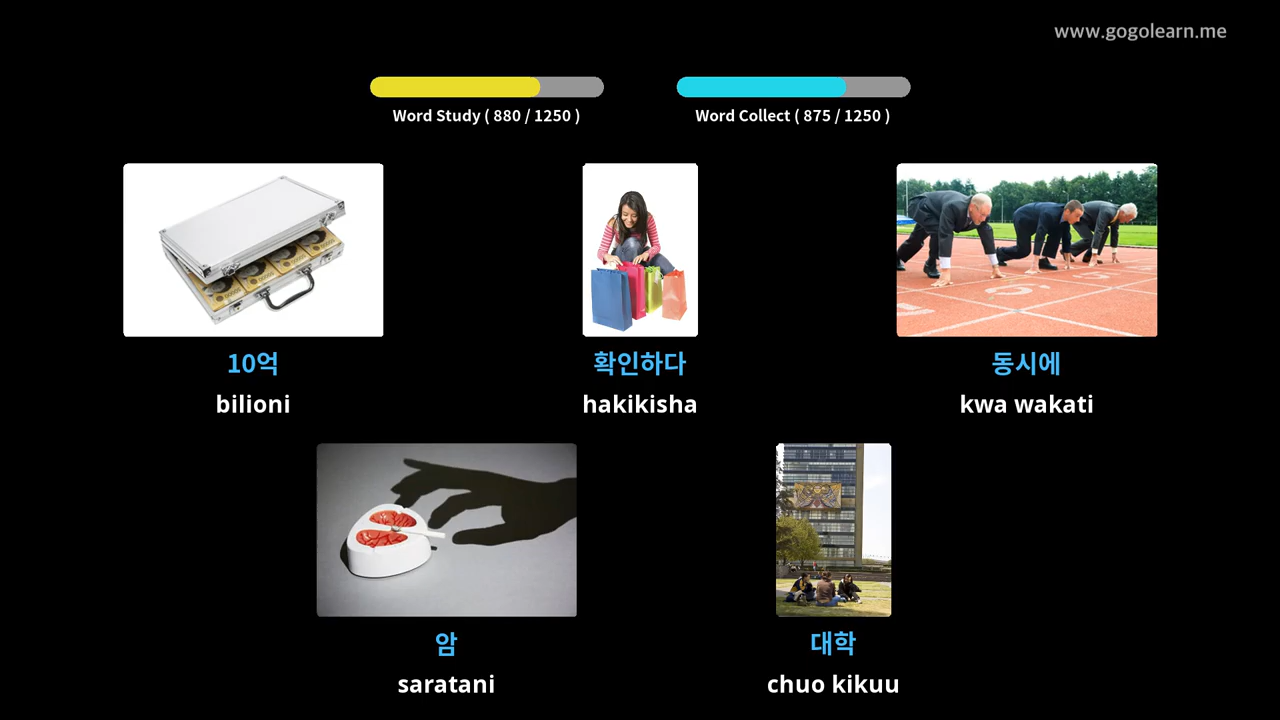 www.gogolearn.me
Word Study ( 880 / 1250 )
Word Collect ( 875 / 1250 )
10억
확인하다
동시에
bilioni
hakikisha
kwa wakati
암
대학
saratani
chuo kikuu